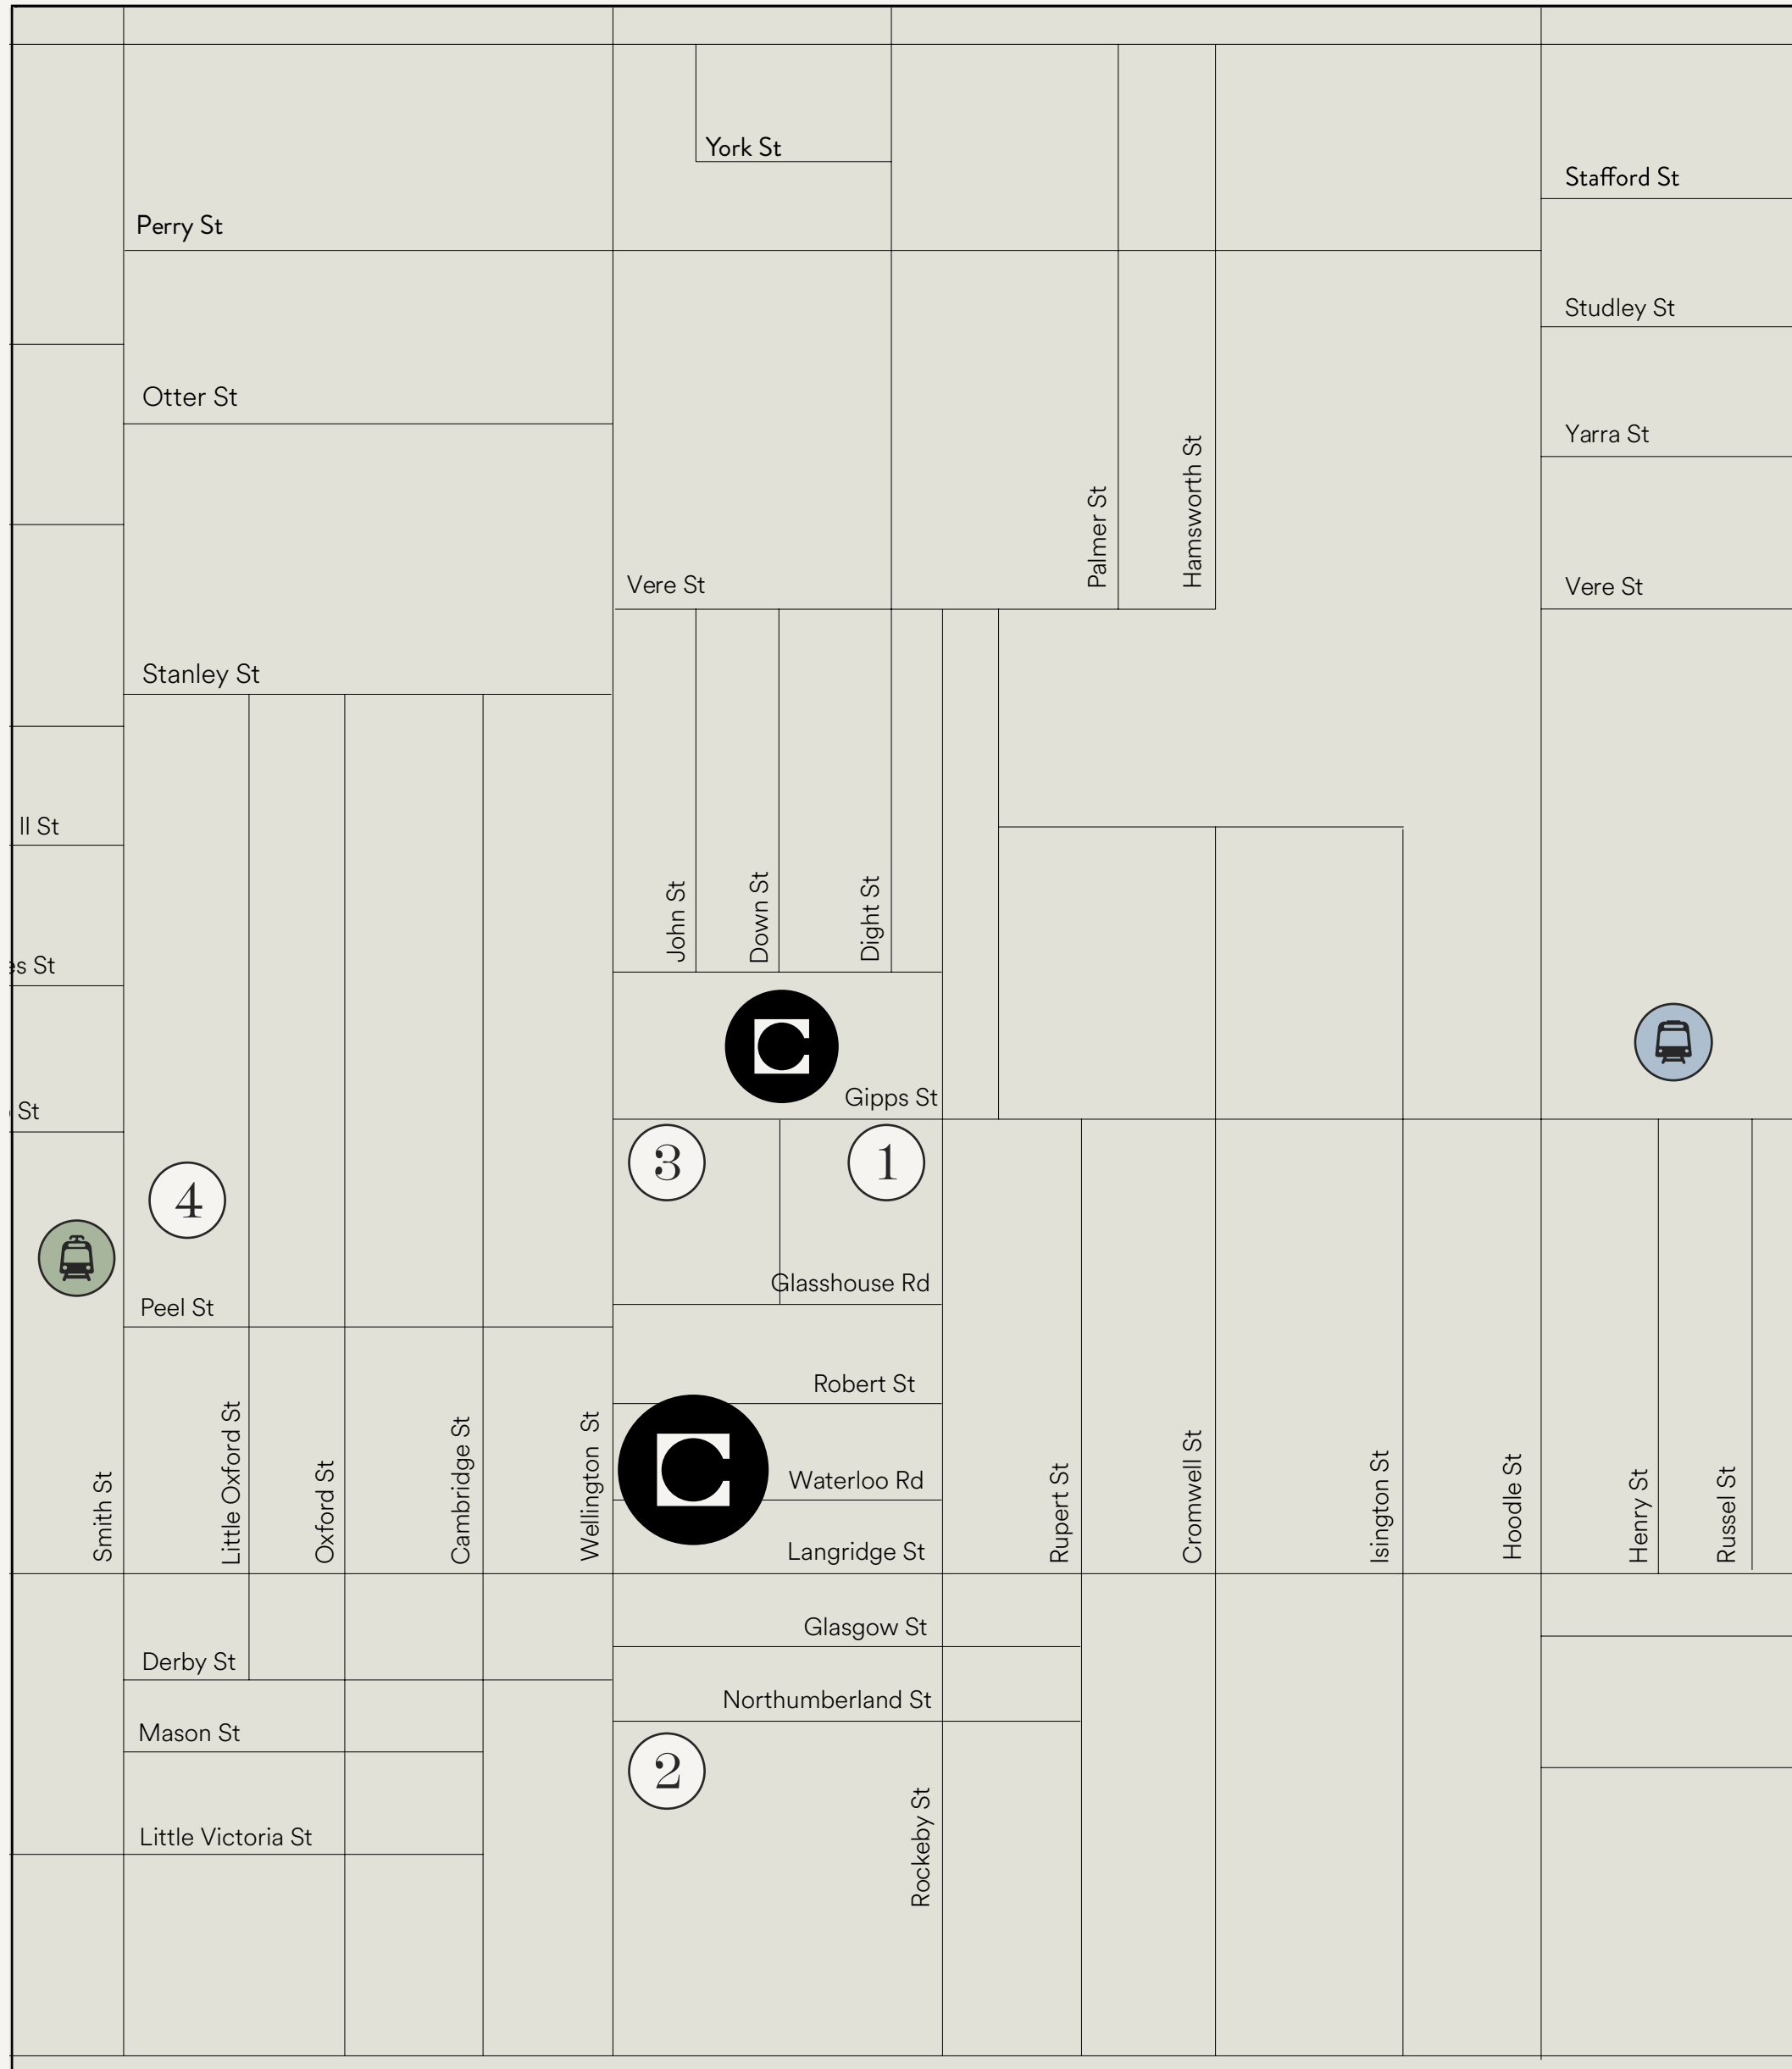 York St
Stafford St
Perry St
Studley St
Otter St
Yarra St
Palmer St
Hamsworth St
Vere St
Vere St
Stanley St
ll St
John St
Down St
Dight St
es St
C
Gipps St
St
3
1
4
Glasshouse Rd
Peel St
Robert St
C
Waterloo Rd
Langridge St
Smith St
Little Oxford St
Oxford St
Cambridge St
Wellington St
Rupert St
Cromwell St
Isington St
Hoodle St
Henry St
Russel St
Glasgow St
Derby St
Northumberland St
Mason St
2
Little Victoria St
Rockeby St